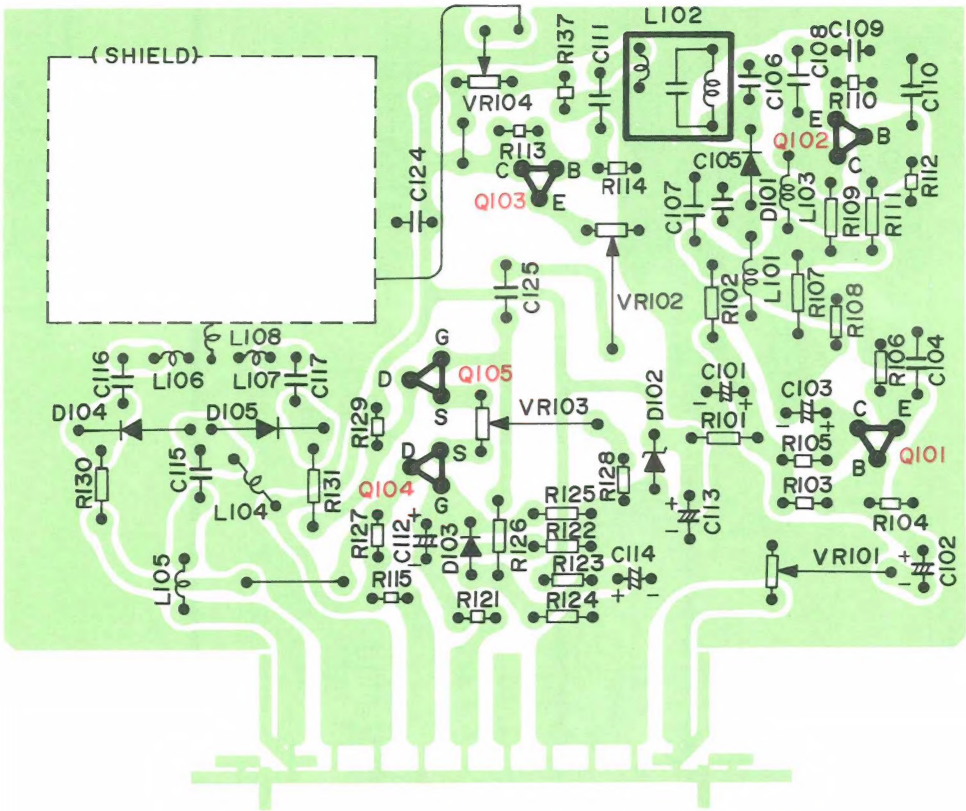 L102
C109
(SHIELD)
R137
C111
C108
C106
R110
C110
VR104
E
Q102
B
C
R113
C105
C
B
R114
R112
C124
Q103
E
C107
D101
L103
R109
R111
C125
VR102
R102
L101
R107
R108
L108
G
C116
L106
L107
C117
D
Q105
R106
C104
S
D102
C101
-
+
C103
-
+
D104
D105
R129
VR103
R101
C
E
D
S
R105
Q101
R130
C115
R131
Q104
R128
B
G
R103
L104
R125
+
-
C113
R104
R127
+
C112
-
D103
R126
R122
L105
R123
C114
+
-
VR101
+
-
C102
R115
R121
R124